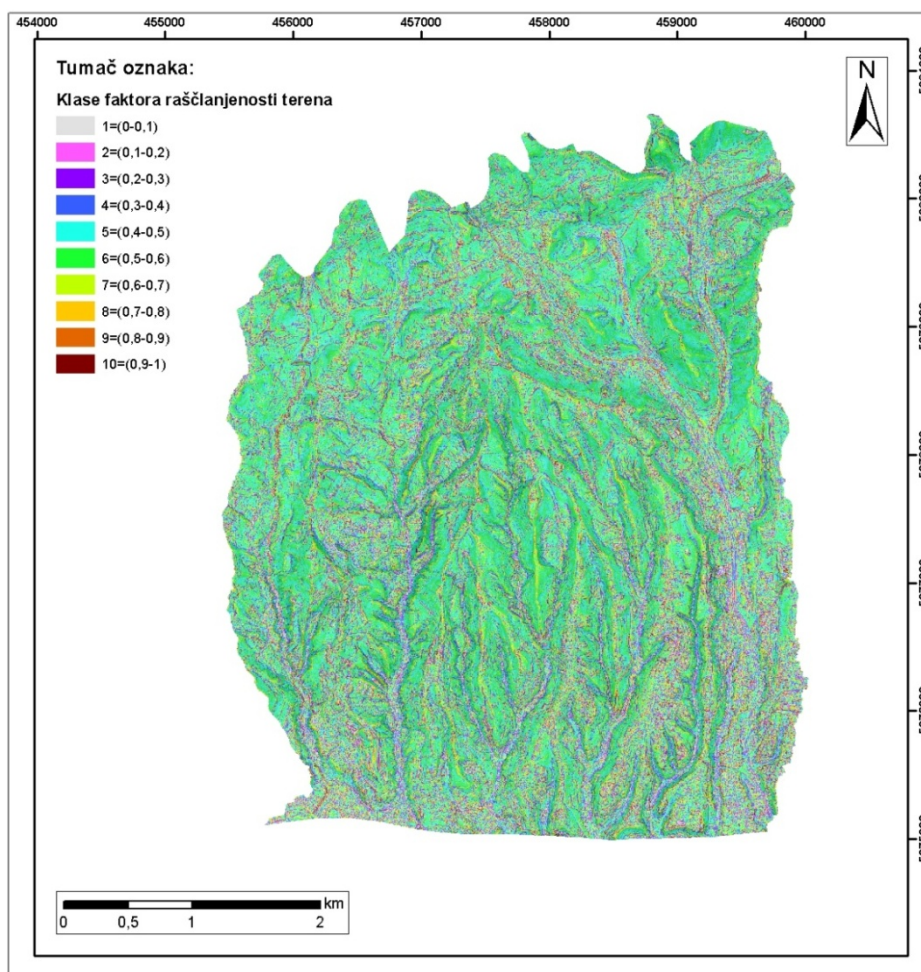 454000 455000 456000 457000 458000 459000 460000
Tumač oznaka:
Klase faktora raščlanjenosti terena
1=(0-0,1)
2=(0,1-0,2)
3=(0,2-0,3)
4=(0,3-0,4)
5=(0,4-0,5)
6=(0,5-0,6)
7=(0,6-0,7)
8=(0,7-0,8)
9=(0,8-0,9)
10=(0,9-1)
N
km
0 0,5 1 2